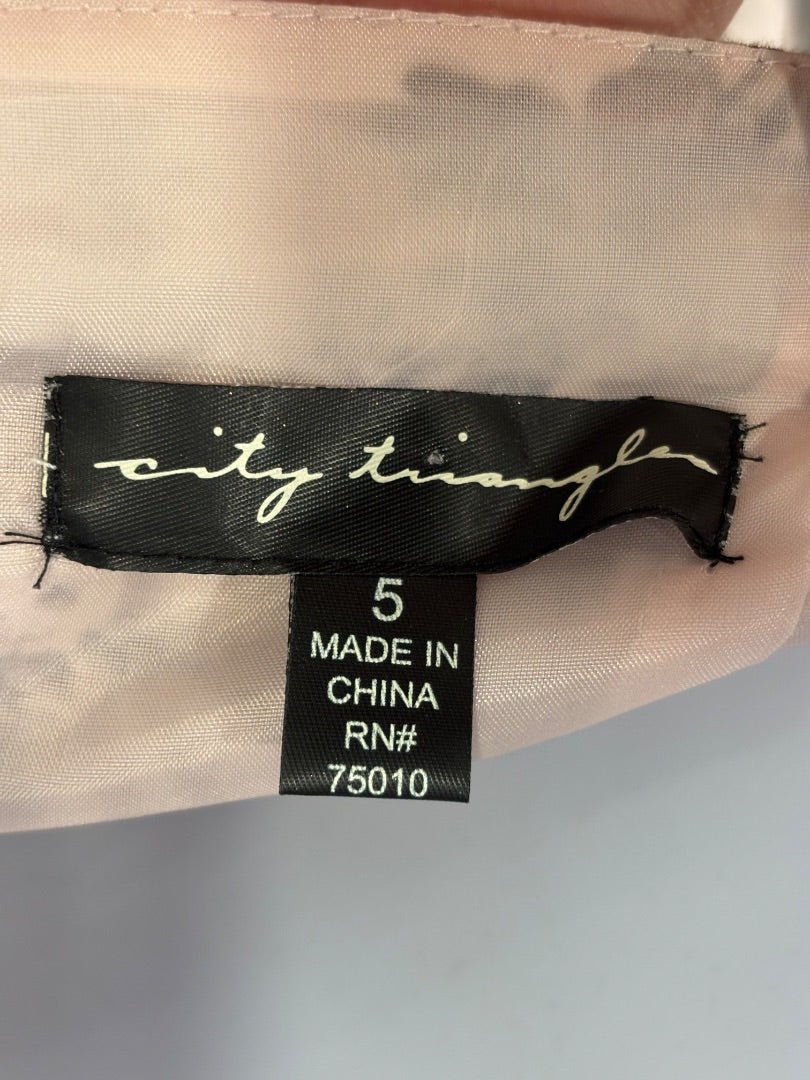 city triangles
5
MADE IN
CHINA
RN#
75010